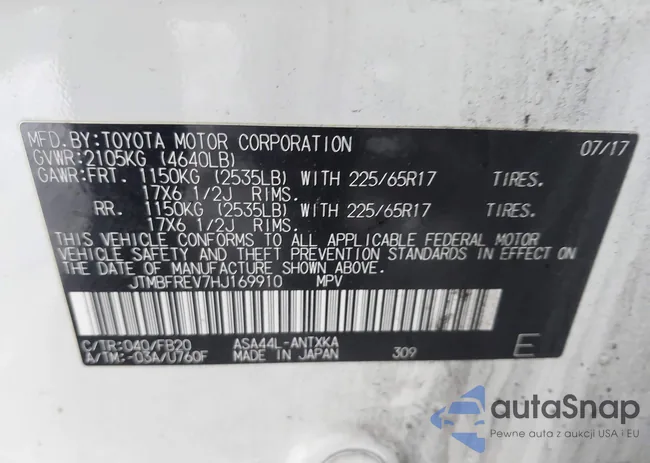 MFD.BY:TOYOTA MOTOR CORPORATION 07/17
GVWR:2105KG (4640LB)
GAWR:FRT. 1150KG (2535LB) WITH 225/65R17 TIRES.
17X6 1/2J RIMS.
RR. 1150KG (2535LB) WITH 225/65R17 TIRES.
17X6 1/2J RIMS.
THIS VEHICLE CONFORMS TO ALL APPLICABLE FEDERAL MOTOR
VEHICLE SAFETY AND THEFT PREVENTION STANDARDS IN EFFECT ON
THE DATE OF MANUFACTURE SHOWN ABOVE.
JTMBFREV7HJ169910 MPV
C/TR:040/FB20 ASA44L-ANTXKA
A/TM:-03A/U760F MADE IN JAPAN 309 E
autaSnap
Pewne auta z aukcji USA i EU